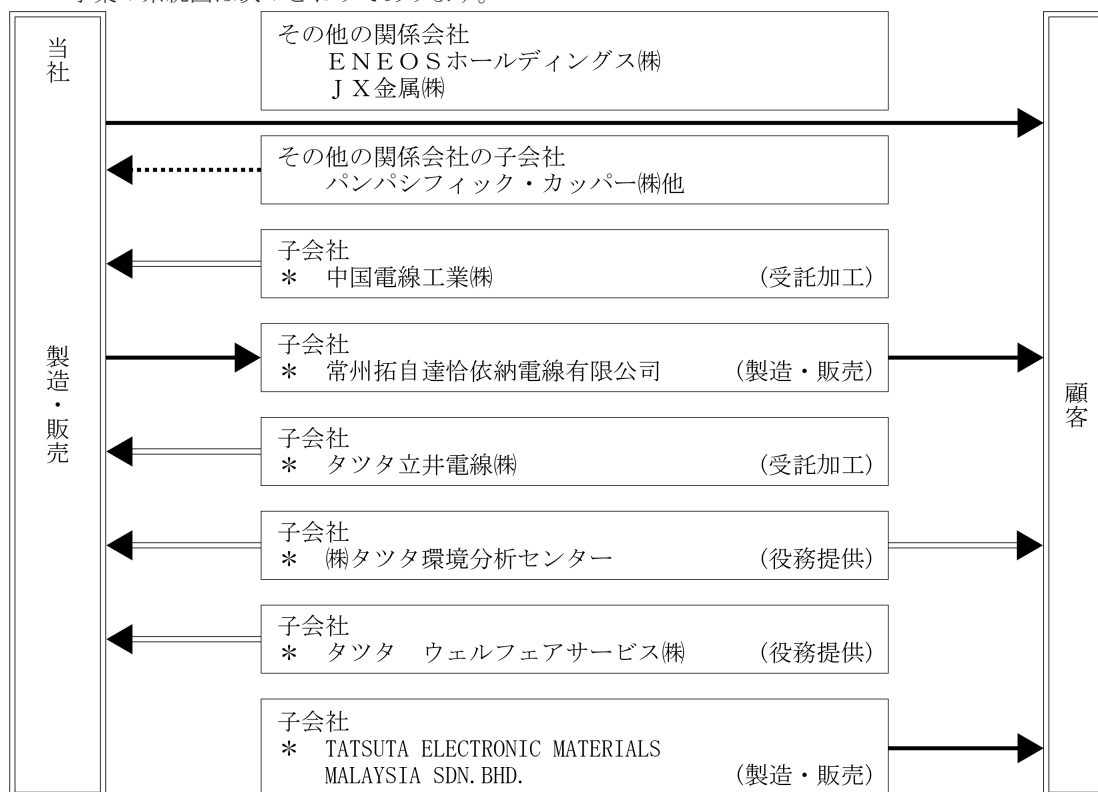 当社
製造・販売
その他の関係会社
ＥＮＥＯＳホールディングス㈱
ＪＸ金属㈱
その他の関係会社の子会社
パンパシフィック・カッパー㈱他
子会社
＊ 中国電線工業㈱ （受託加工）
子会社
＊ 常州拓自達恰依納電線有限公司 （製造・販売）
子会社
＊ タツタ立井電線㈱ （受託加工）
子会社
＊ ㈱タツタ環境分析センター （役務提供）
子会社
＊ タツタ　ウェルフェアサービス㈱ （役務提供）
子会社
＊ TATSUTA ELECTRONIC MATERIALS
MALAYSIA SDN.BHD. （製造・販売）
顧客